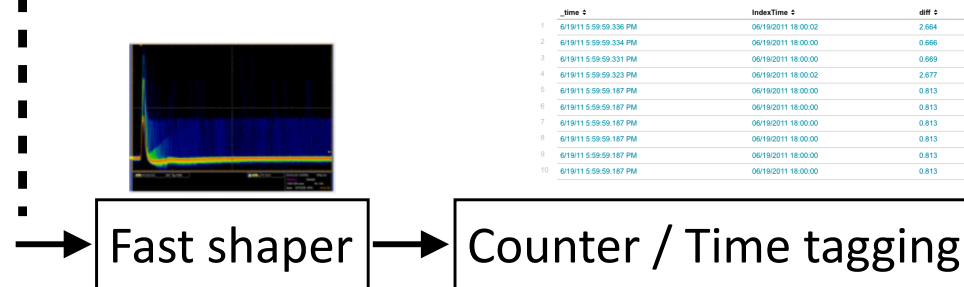 _time IndexTime diff
1 6/19/11 5:59:59.336 PM 06/19/2011 18:00:02 2.664
2 6/19/11 5:59:59.334 PM 06/19/2011 18:00:00 0.666
3 6/19/11 5:59:59.331 PM 06/19/2011 18:00:00 0.669
4 6/19/11 5:59:59.323 PM 06/19/2011 18:00:02 2.677
5 6/19/11 5:59:59.187 PM 06/19/2011 18:00:00 0.813
6 6/19/11 5:59:59.187 PM 06/19/2011 18:00:00 0.813
7 6/19/11 5:59:59.187 PM 06/19/2011 18:00:00 0.813
8 6/19/11 5:59:59.187 PM 06/19/2011 18:00:00 0.813
9 6/19/11 5:59:59.187 PM 06/19/2011 18:00:00 0.813
10 6/19/11 5:59:59.187 PM 06/19/2011 18:00:00 0.813
Fast shaper
Counter / Time tagging